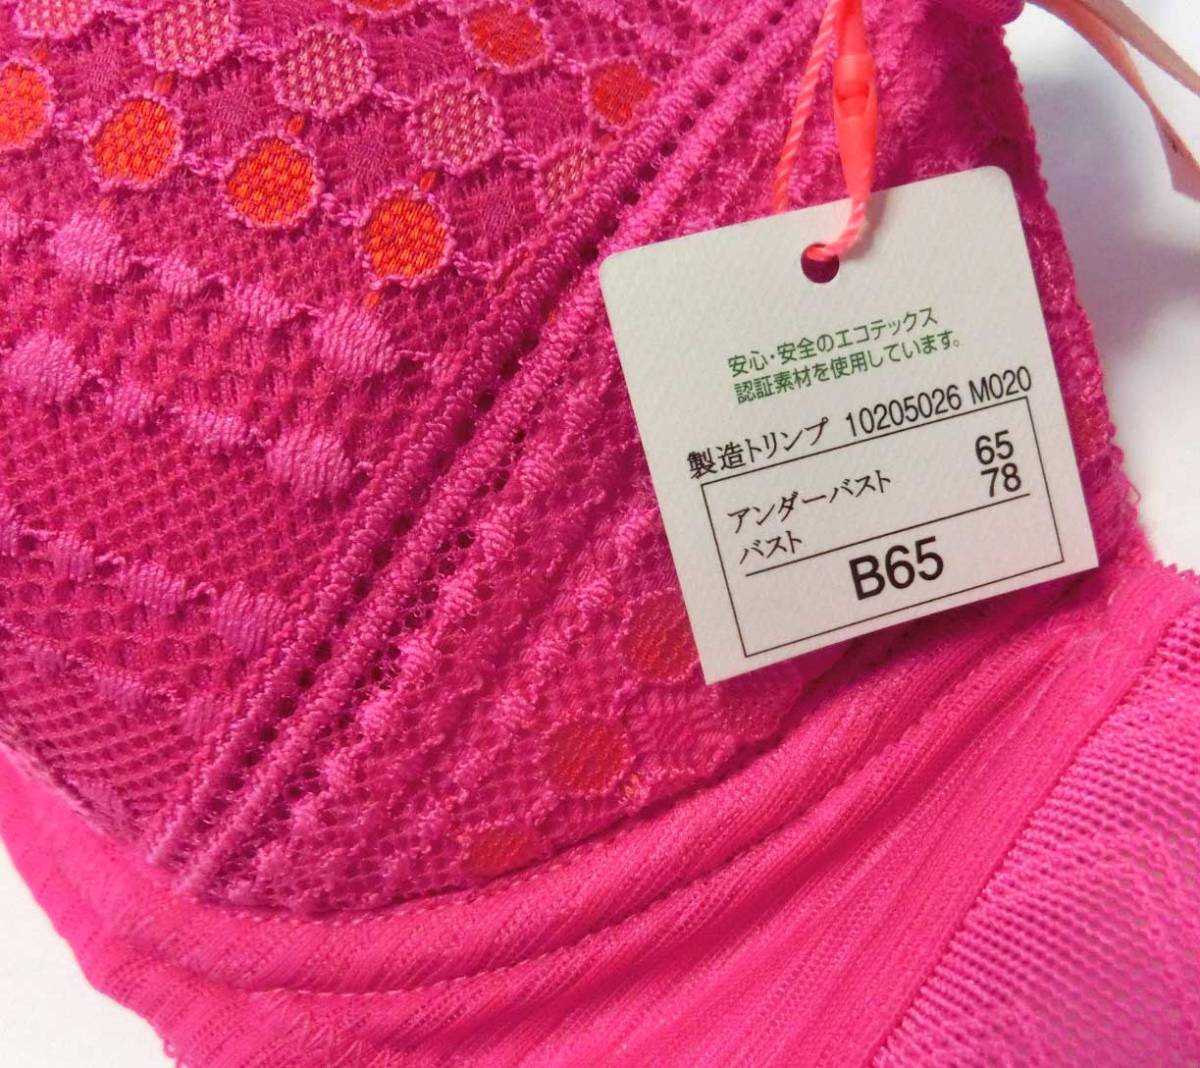 安心・安全のエコテックス
認証素材を使用しています。
製造トリンプ 10205026 M020
アンダーバスト 65
バスト 78
B65